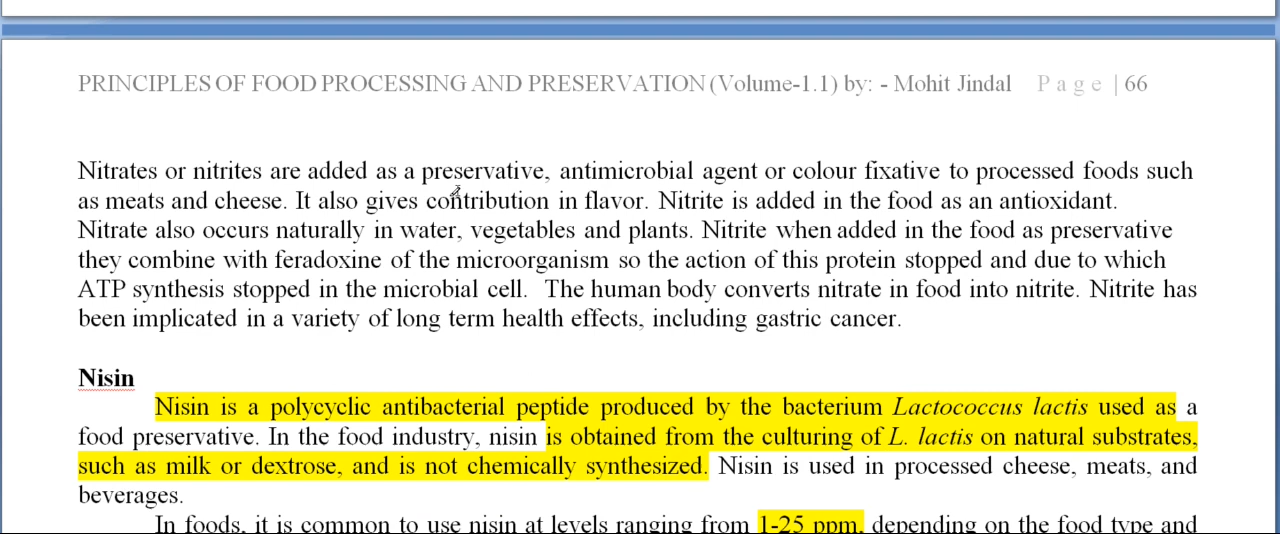 PRINCIPLES OF FOOD PROCESSING AND PRESERVATION (Volume-1.1) by: - Mohit Jindal Page | 66
Nitrates or nitrites are added as a preservative, antimicrobial agent or colour fixative to processed foods such
as meats and cheese. It also gives contribution in flavor. Nitrite is added in the food as an antioxidant.
Nitrate also occurs naturally in water, vegetables and plants. Nitrite when added in the food as preservative
they combine with feradoxine of the microorganism so the action of this protein stopped and due to which
ATP synthesis stopped in the microbial cell. The human body converts nitrate in food into nitrite. Nitrite has
been implicated in a variety of long term health effects, including gastric cancer.
Nisin
Nisin is a polycyclic antibacterial peptide produced by the bacterium Lactococcus lactis used as a
food preservative. In the food industry, nisin is obtained from the culturing of L. lactis on natural substrates,
such as milk or dextrose, and is not chemically synthesized. Nisin is used in processed cheese, meats, and
beverages.
In foods, it is common to use nisin at levels ranging from 1-25 ppm, depending on the food type and